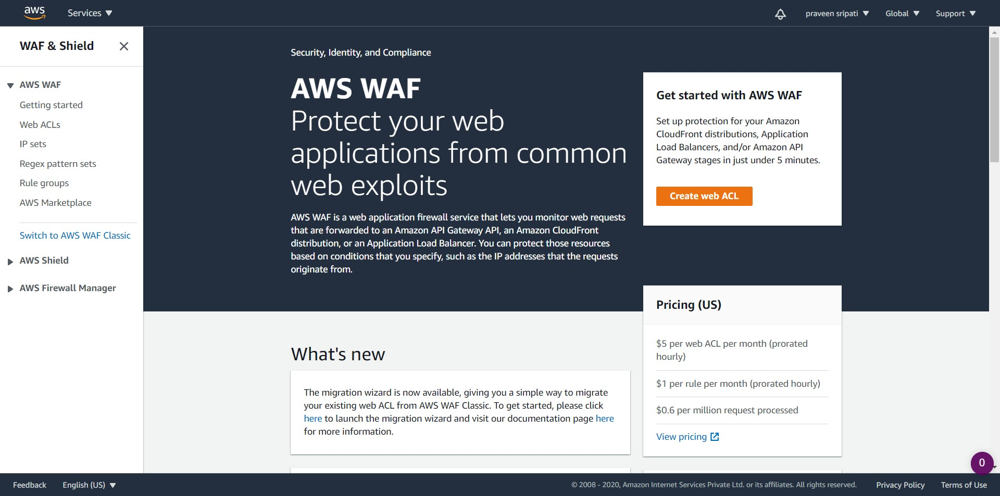 aws
Services
praveen sripati
Global
Support
WAF & Shield
AWS WAF
Getting started
Web ACLs
IP sets
Regex pattern sets
Rule groups
AWS Marketplace
Switch to AWS WAF Classic
AWS Shield
AWS Firewall Manager
Security, Identity, and Compliance
AWS WAF
Protect your web
applications from common
web exploits
AWS WAF is a web application firewall service that lets you monitor web requests
that are forwarded to an Amazon API Gateway API, an Amazon CloudFront
distribution, or an Application Load Balancer. You can protect those resources
based on conditions that you specify, such as the IP addresses that the requests
originate from.
Get started with AWS WAF
Set up protection for your Amazon
CloudFront distributions, Application
Load Balancers, and/or Amazon API
Gateway stages in just under 5 minutes.
Create web ACL
What's new
The migration wizard is now available, giving you a simple way to migrate
your existing web ACL from AWS WAF Classic. To get started, please click
here to launch the migration wizard and visit our documentation page here
for more information.
Pricing (US)
$5 per web ACL per month (prorated
hourly)
$1 per rule per month (prorated hourly)
$0.6 per million request processed
View pricing
0
Feedback
English (US)
© 2008 - 2020, Amazon Internet Services Private Ltd. or its affiliates. All rights reserved.
Privacy Policy
Terms of Use